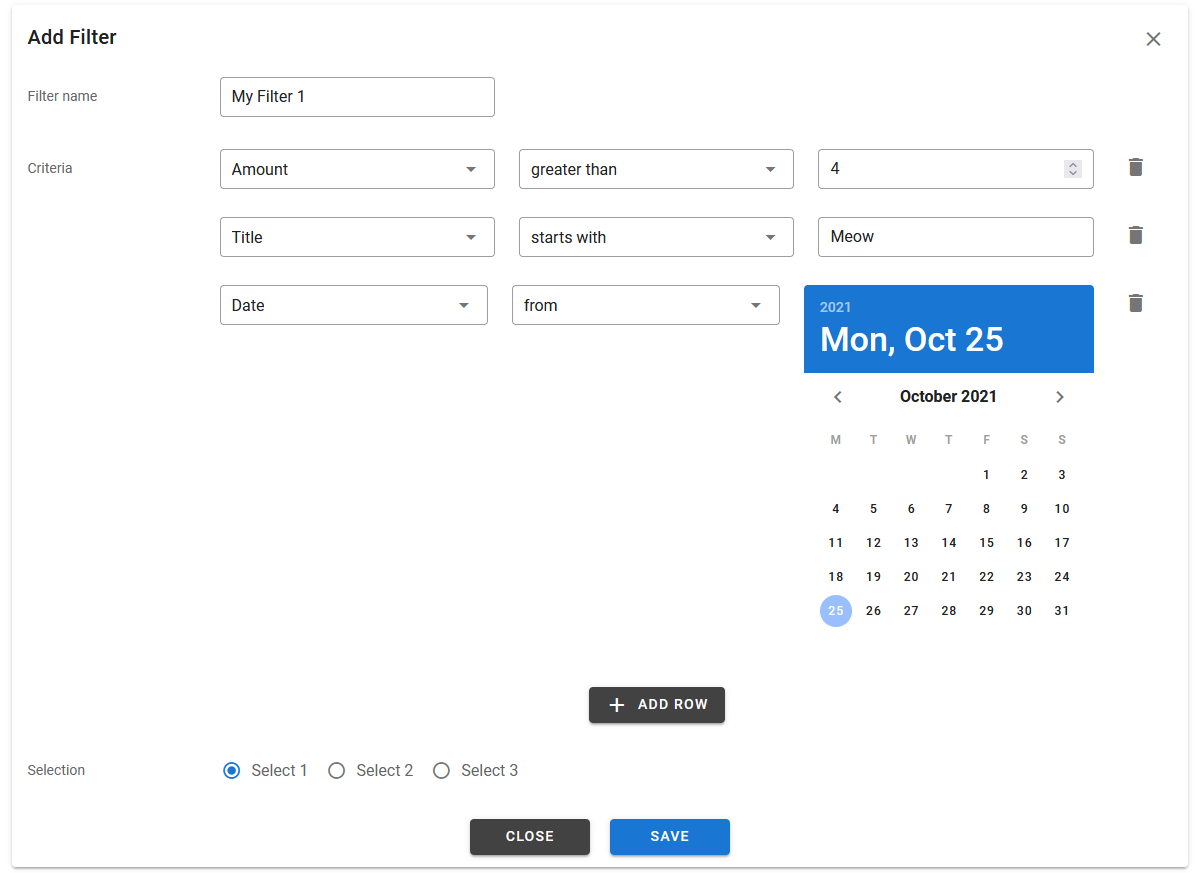 Add Filter
Filter name
My Filter 1
Criteria
Amount
greater than
4
Title
starts with
Meow
Date
from
2021
Mon, Oct 25
October 2021
M T W T F S S
1 2 3
4 5 6 7 8 9 10
11 12 13 14 15 16 17
18 19 20 21 22 23 24
25 26 27 28 29 30 31
ADD ROW
Selection
Select 1
Select 2
Select 3
CLOSE
SAVE